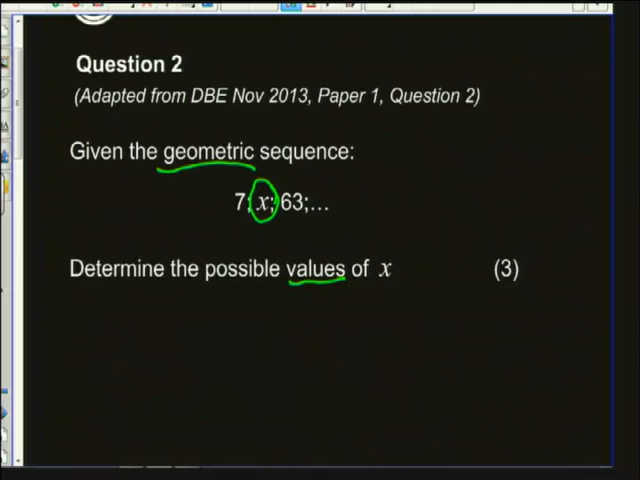 Question 2
(Adapted from DBE Nov 2013, Paper 1, Question 2)
Given the geometric sequence:
7; x; 63;...
Determine the possible values of x (3)